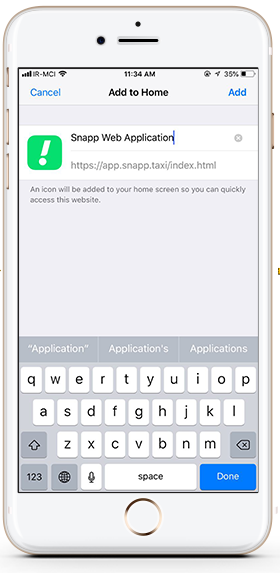 IR-MCI 11:34 AM 35%
Cancel Add to Home Add
Snapp Web Application
https://app.snapp.taxi/index.html
An icon will be added to your home screen so you can quickly
access this website.
"Application" Application's Applications
q w e r t y u i o p
a s d f g h j k l
z x c v b n m
123 space Done